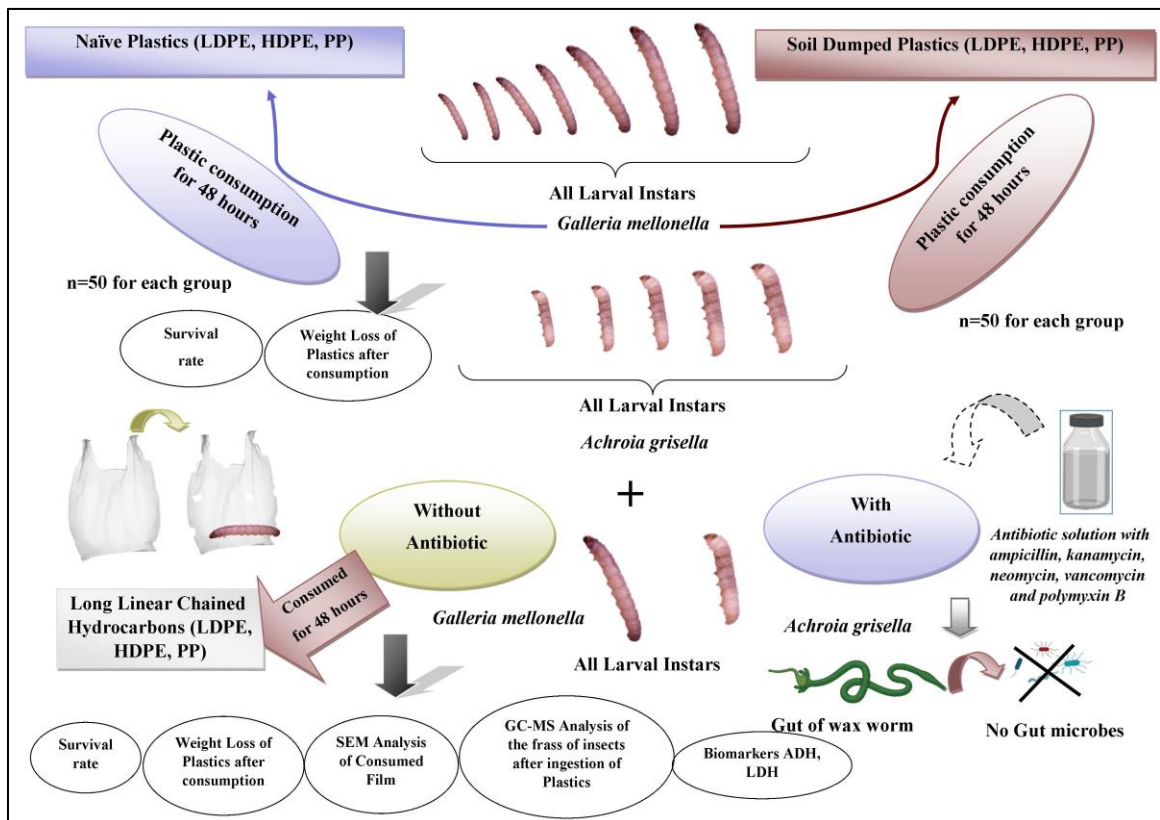 Naïve Plastics (LDPE, HDPE, PP)
Soil Dumped Plastics (LDPE, HDPE, PP)
Plastic consumption
for 48 hours
All Larval Instars
Galleria mellonella
Plastic consumption
for 48 hours
n=50 for each group
n=50 for each group
Survival
rate
Weight Loss of
Plastics after
consumption
All Larval Instars
Achroia grisella
+
Without
Antibiotic
With
Antibiotic
Antibiotic solution with
ampicillin, kanamycin,
neomycin, vancomycin
and polymyxin B
Long Linear Chained
Hydrocarbons (LDPE,
HDPE, PP)
Consumed
for 48 hours
Galleria mellonella
Achroia grisella
All Larval Instars
Gut of wax worm
No Gut microbes
Survival
rate
Weight Loss of
Plastics after
consumption
SEM Analysis
of Consumed
Film
GC-MS Analysis of
the frass of insects
after ingestion of
Plastics
Biomarkers ADH,
LDH